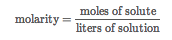 molarity = moles of solute / liters of solution